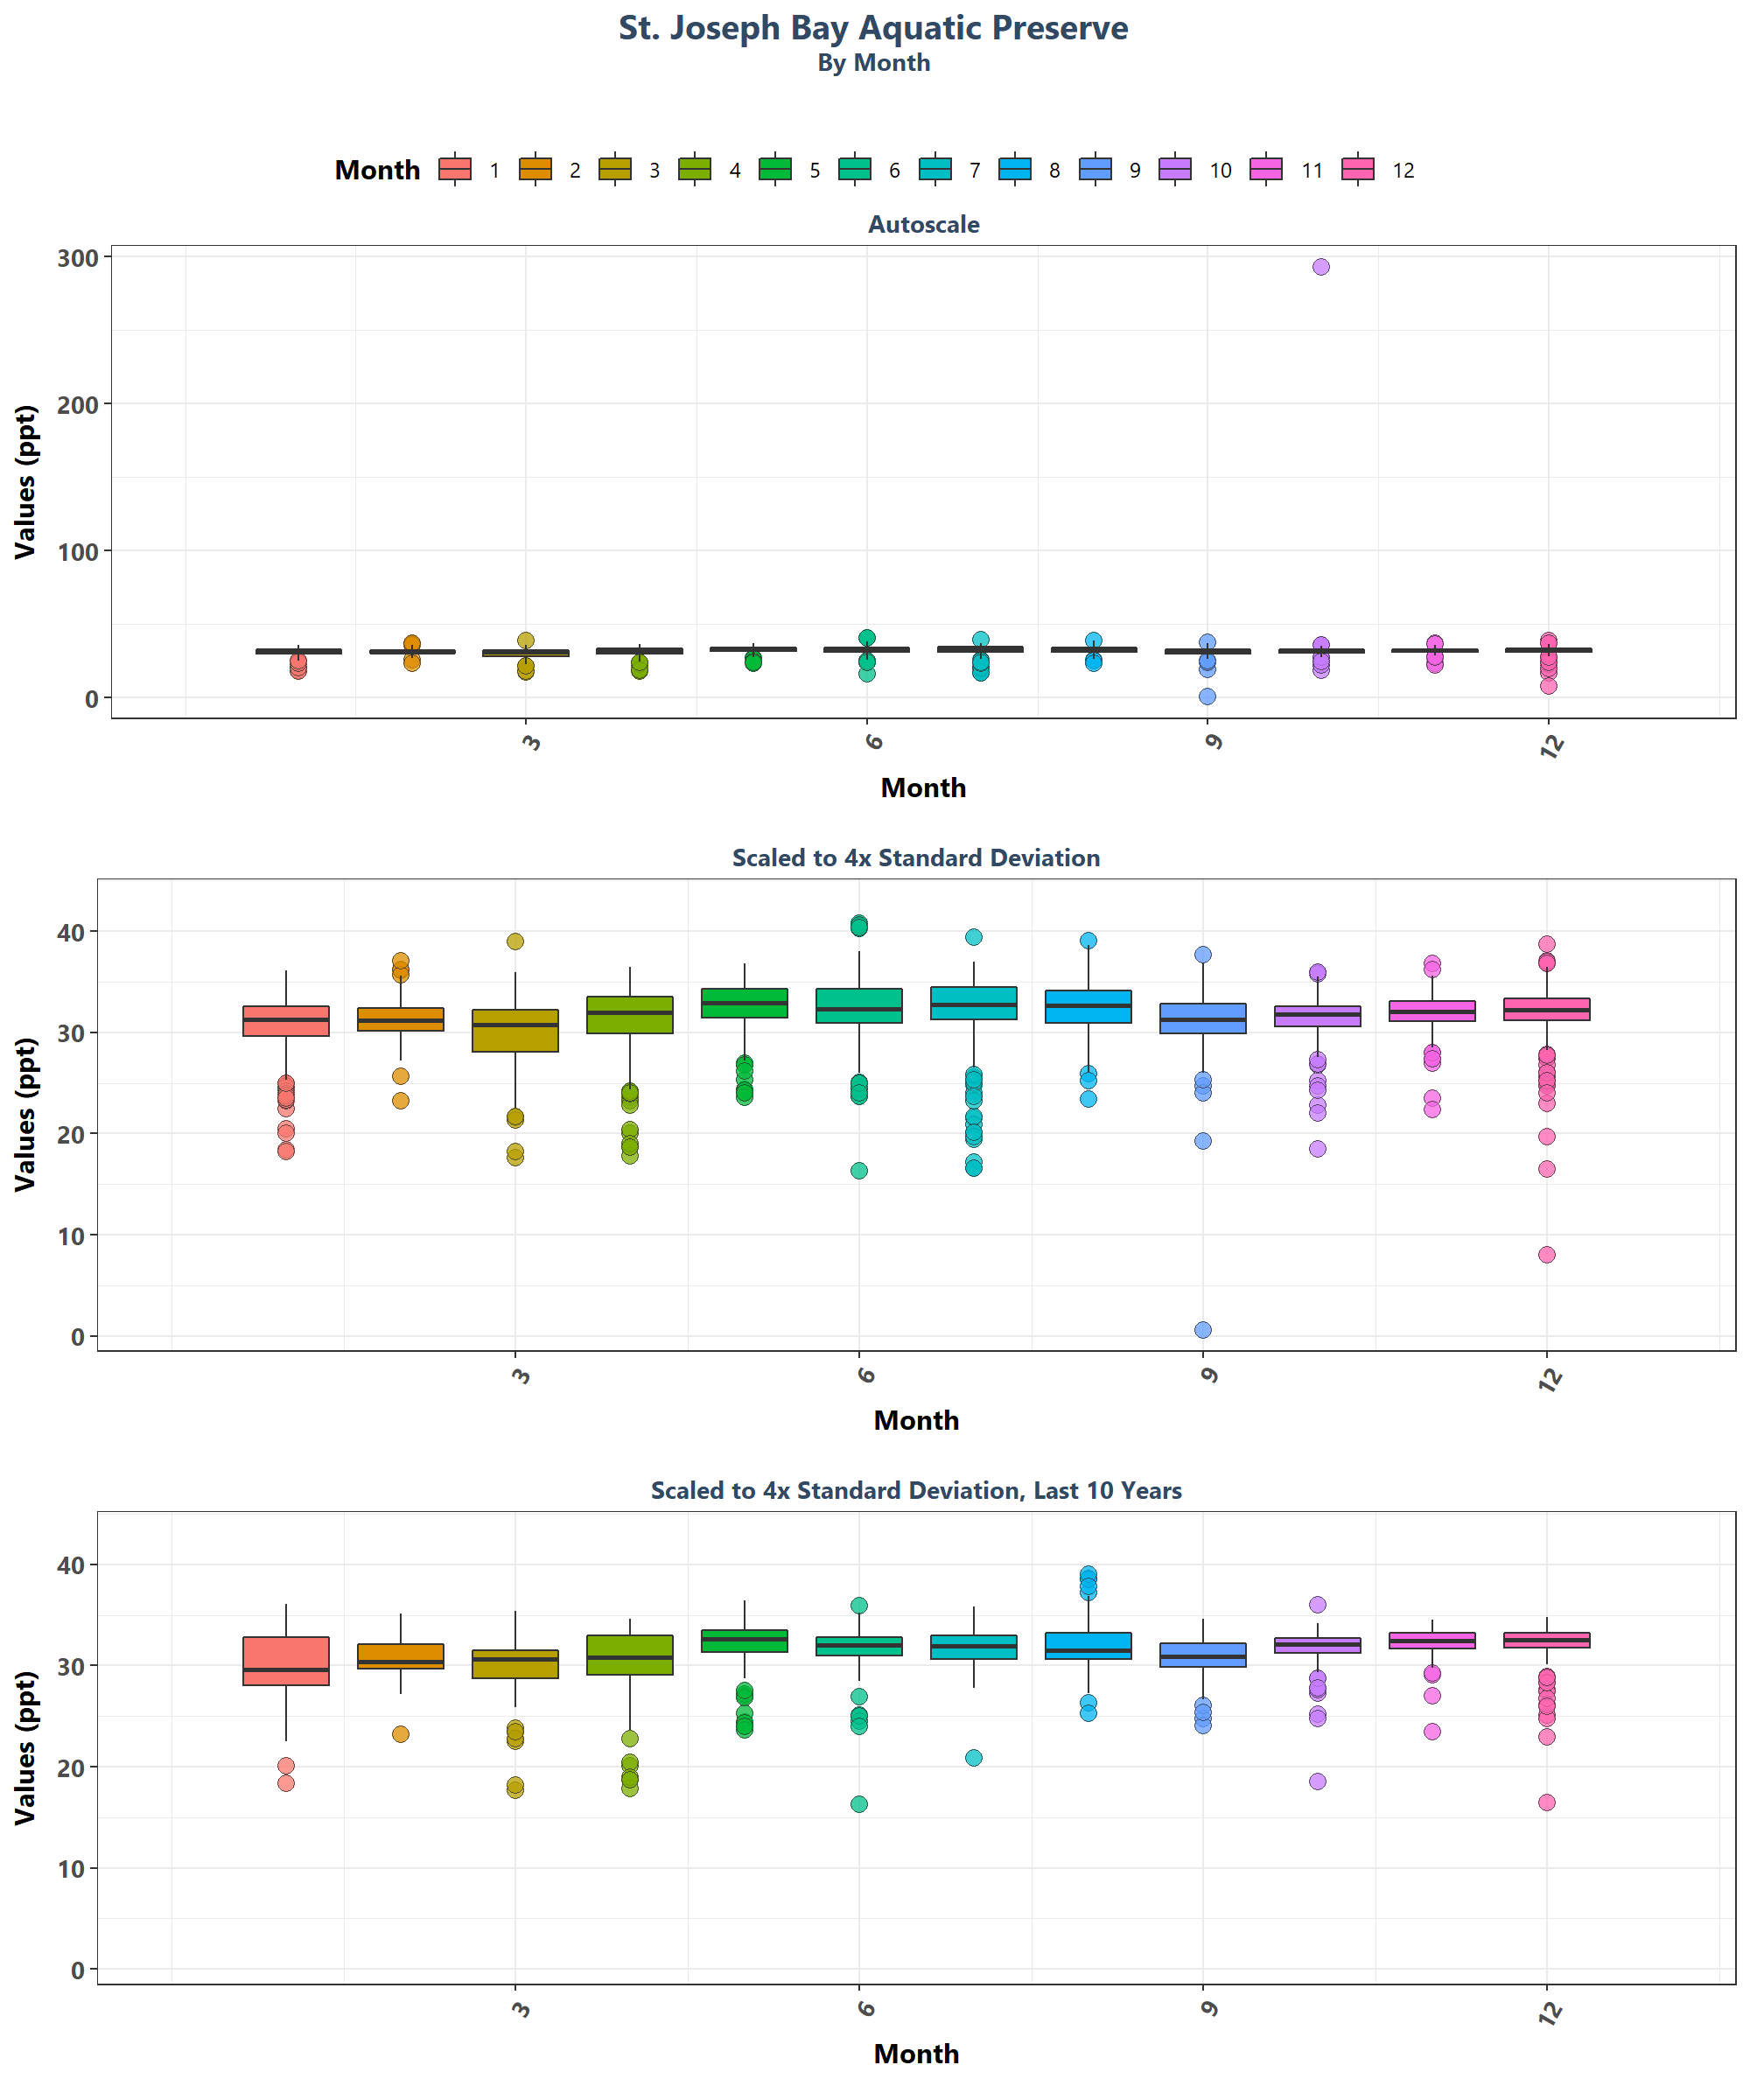 St. Joseph Bay Aquatic Preserve
By Month
Month 1 2 3 4 5 6 7 8 9 10 11 12
Autoscale
Values (ppt)
300
200
100
0
3 6 9 12
Month
Scaled to 4x Standard Deviation
Values (ppt)
40
30
20
10
0
3 6 9 12
Month
Scaled to 4x Standard Deviation, Last 10 Years
Values (ppt)
40
30
20
10
0
3 6 9 12
Month